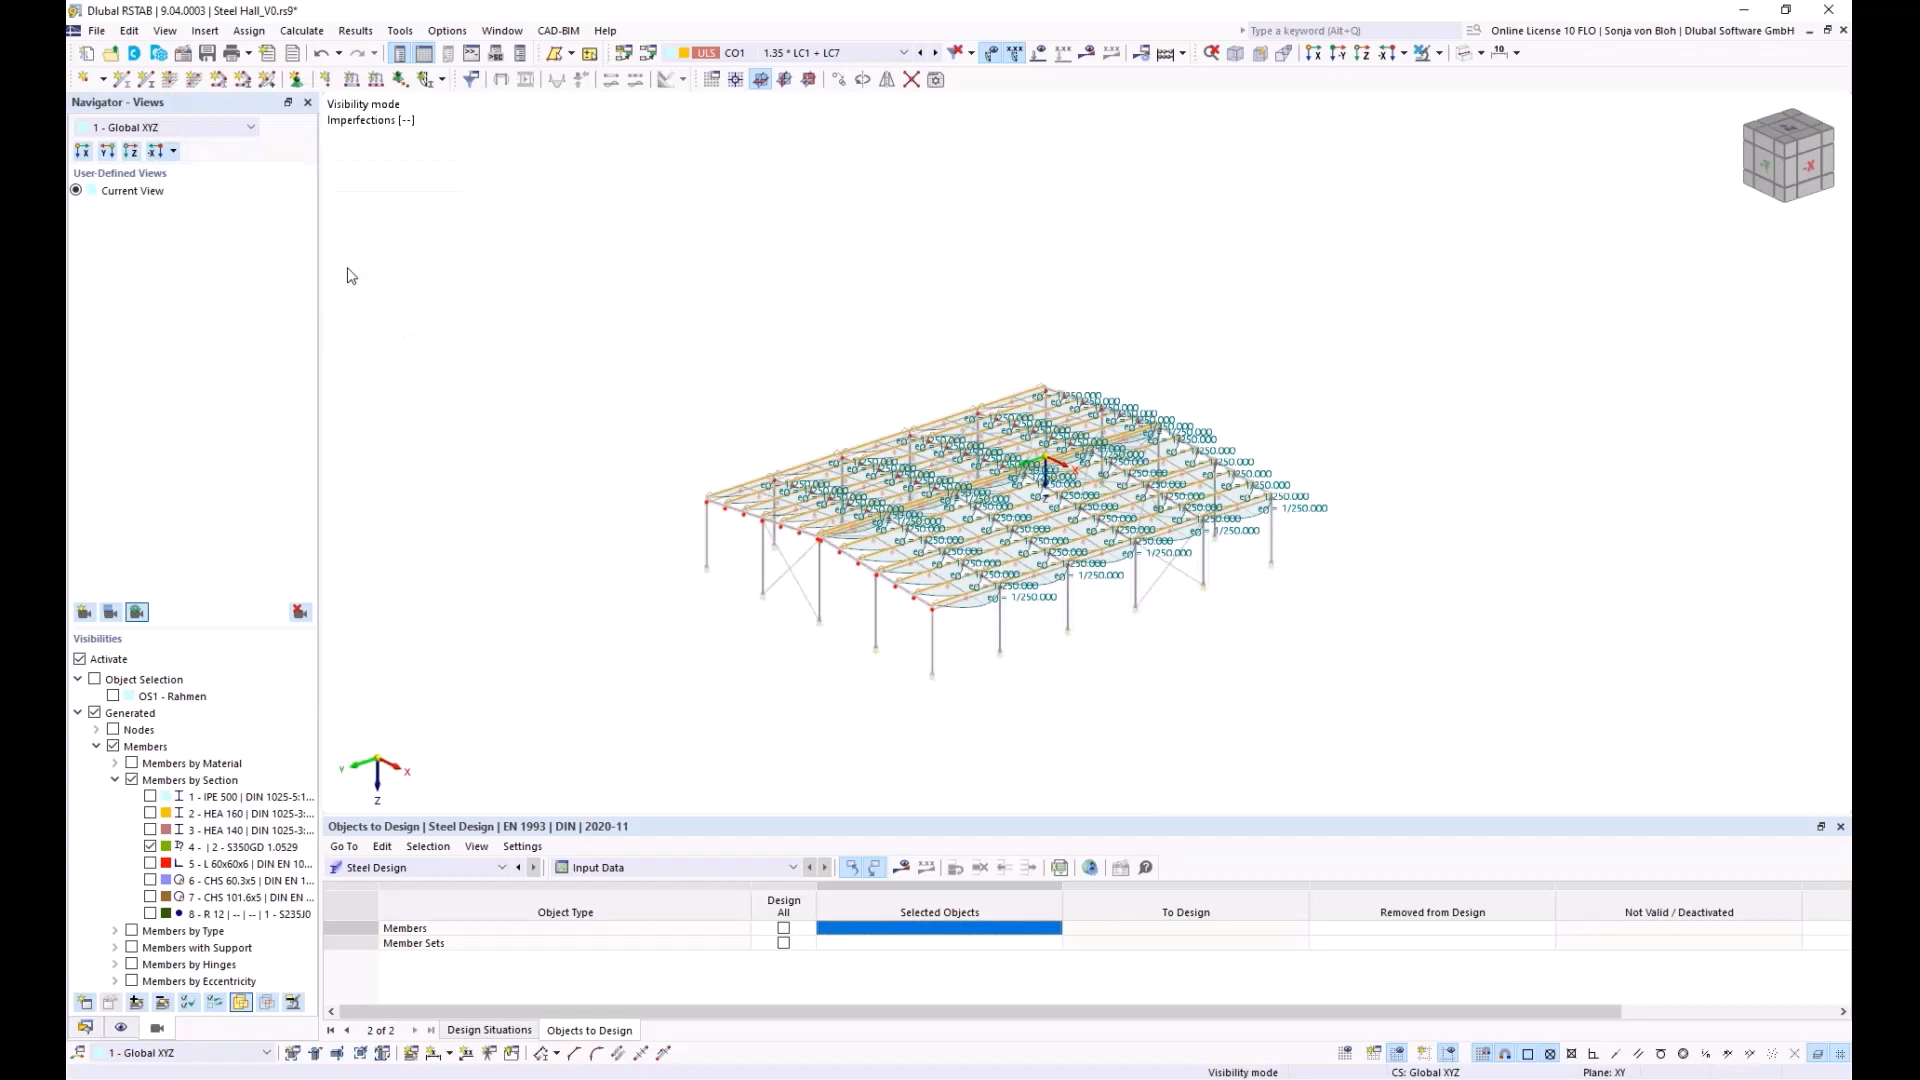 Dlubal RSTAB | 9.04.0003 | Steel Hall_V0.rs9*
File Edit View Insert Assign Calculate Results Tools Options Window CAD-BIM Help
Type a keyword (Alt+Q)
Online License 10 FLO | Sonja von Bloh | Dlubal Software GmbH
ULS CO1 1.35 * LC1 + LC7
Navigator - Views
1 - Global XYZ
User-Defined Views
Current View
Visibility mode
Imperfections [--]
Visibilities
Activate
Object Selection
OS1 - Rahmen
Generated
Nodes
Members
Members by Material
Members by Section
1 - IPE 500 | DIN 1025-5:1...
2 - HEA 160 | DIN 1025-3:...
3 - HEA 140 | DIN 1025-3:...
4 - | 2 - S350GD 1.0529
5 - L 60x60x6 | DIN EN 10...
6 - CHS 60.3x5 | DIN EN 1...
7 - CHS 101.6x5 | DIN EN ...
8 - R 12 | -- | -- | 1 - S235J0
Members by Type
Members with Support
Members by Hinges
Members by Eccentricity
Y X Z
Objects to Design | Steel Design | EN 1993 | DIN | 2020-11
Go To Edit Selection View Settings
Steel Design Input Data
Object Type Design All Selected Objects To Design Removed from Design Not Valid / Deactivated
Members
Member Sets
2 of 2 Design Situations Objects to Design
1 - Global XYZ
Visibility mode CS: Global XYZ Plane: XY